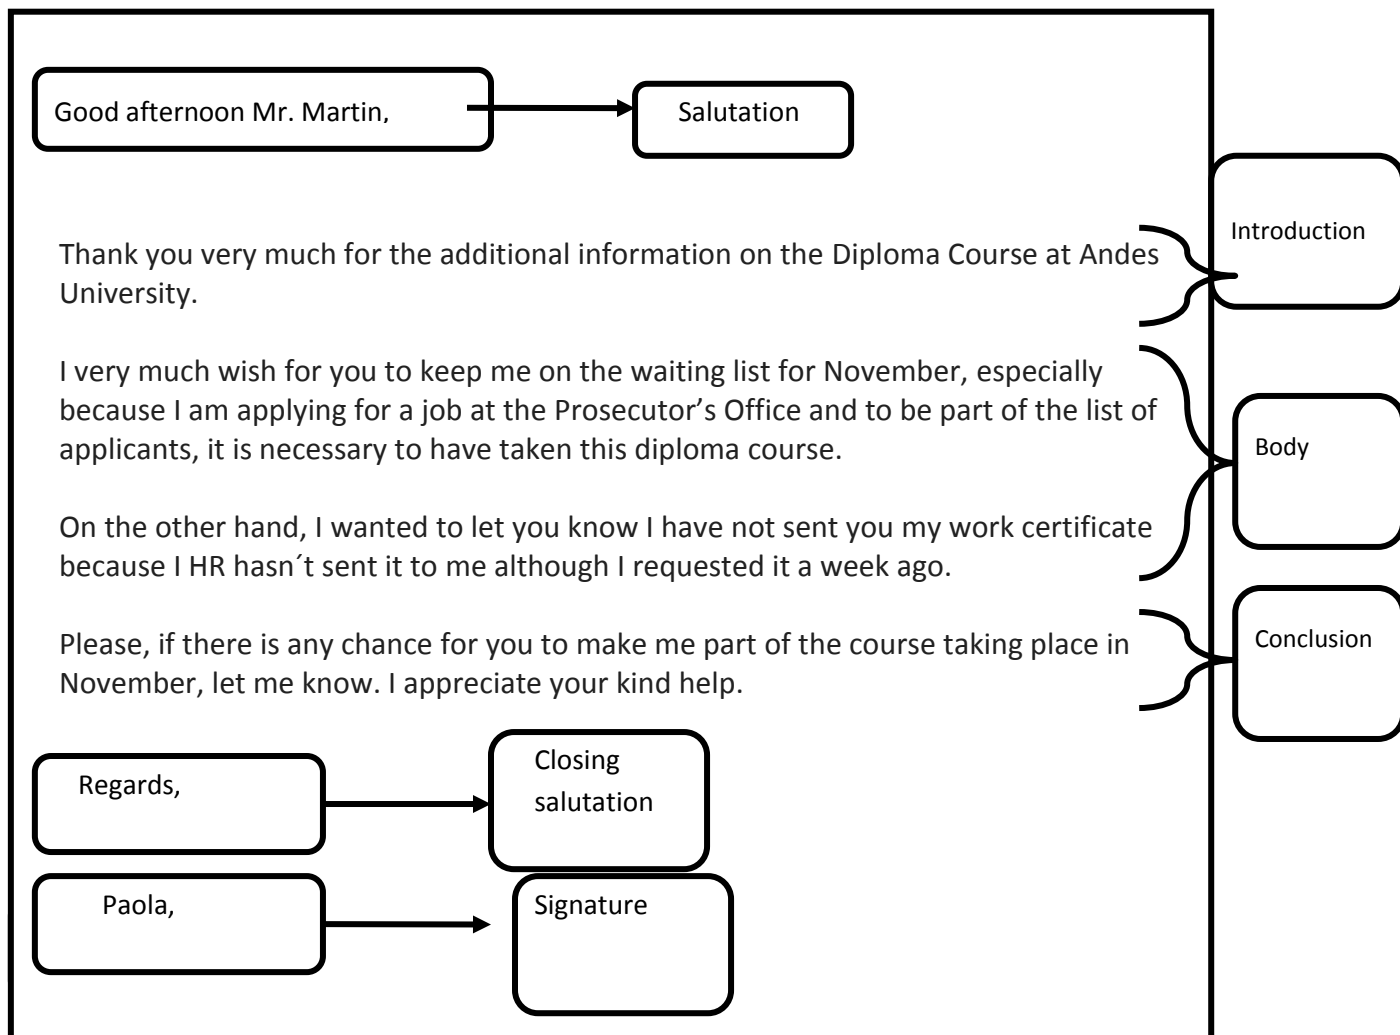 Good afternoon Mr. Martin,
Salutation
Introduction
Thank you very much for the additional information on the Diploma Course at Andes
University.
I very much wish for you to keep me on the waiting list for November, especially
because I am applying for a job at the Prosecutor’s Office and to be part of the list of
applicants, it is necessary to have taken this diploma course.
Body
On the other hand, I wanted to let you know I have not sent you my work certificate
because I HR hasn´t sent it to me although I requested it a week ago.
Conclusion
Please, if there is any chance for you to make me part of the course taking place in
November, let me know. I appreciate your kind help.
Regards,
Closing
salutation
Paola,
Signature